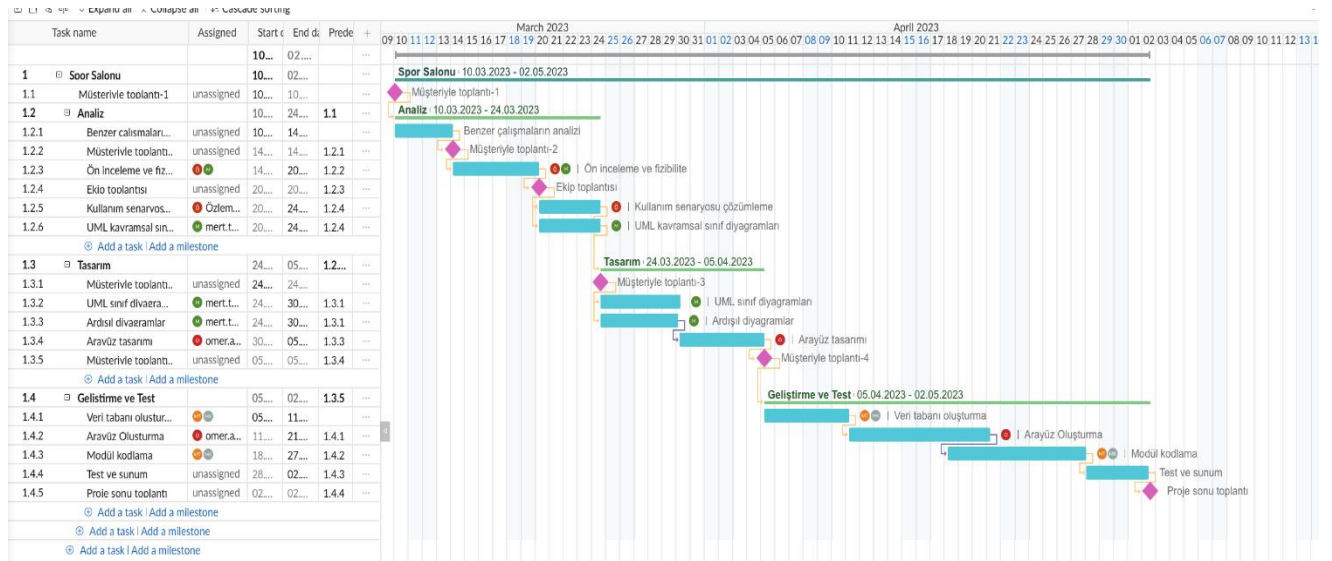 Expand all Collapse all Cascade sorting
Task name Assigned Start d End da Prede +
March 2023 April 2023
09 10 11 12 13 14 15 16 17 18 19 20 21 22 23 24 25 26 27 28 29 30 31 01 02 03 04 05 06 07 08 09 10 11 12 13 14 15 16 17 18 19 20 21 22 23 24 25 26 27 28 29 30 01 02 03 04 05 06 07 08 09 10 11 12 13
10... 02....
1 Spor Salonu 10.... 02.... Spor Salonu 10.03.2023 - 02.05.2023
1.1 Müşteriyle toplantı-1 unassigned 10.... 10.... Müşteriyle toplantı-1
1.2 Analiz 10.... 24.... 1.1 Analiz 10.03.2023 - 24.03.2023
1.2.1 Benzer çalışmaları... unassigned 10.... 14.... Benzer çalışmaların analizi
1.2.2 Müşteriyle toplantı.. unassigned 14.... 14.... 1.2.1 Müşteriyle toplantı-2
1.2.3 Ön inceleme ve fiz... 14.... 20.... 1.2.2 Ön inceleme ve fizibilite
1.2.4 Ekip toplantısı unassigned 20.... 20.... 1.2.3 Ekip toplantısı
1.2.5 Kullanım senaryos... Özlem... 20.... 24.... 1.2.4 Kullanım senaryosu çözümleme
1.2.6 UML kavramsal sın... mert.t... 20.... 24.... 1.2.4 UML kavramsal sınıf diyagramları
Add a task | Add a milestone
1.3 Tasarım 24.... 05.... 1.2.... Tasarım 24.03.2023 - 05.04.2023
1.3.1 Müşteriyle toplantı.. unassigned 24.... 24.... Müşteriyle toplantı-3
1.3.2 UML sınıf diyagra... mert.t... 24.... 30.... 1.3.1 UML sınıf diyagramları
1.3.3 Ardışıl diyagramlar mert.t... 24.... 30.... 1.3.1 Ardışıl diyagramlar
1.3.4 Arayüz tasarımı omer.a... 30.... 05.... 1.3.3 Arayüz tasarımı
1.3.5 Müşteriyle toplantı.. unassigned 05.... 05.... 1.3.4 Müşteriyle toplantı-4
Add a task | Add a milestone
1.4 Geliştirme ve Test 05.... 02.... 1.3.5 Geliştirme ve Test 05.04.2023 - 02.05.2023
1.4.1 Veri tabanı oluştur... 05.... 11.... Veri tabanı oluşturma
1.4.2 Arayüz Oluşturma omer.a... 11.... 21.... 1.4.1 Arayüz Oluşturma
1.4.3 Modül kodlama 18.... 27.... 1.4.2 Modül kodlama
1.4.4 Test ve sunum unassigned 28.... 02.... 1.4.3 Test ve sunum
1.4.5 Proje sonu toplantı unassigned 02.... 02.... 1.4.4 Proje sonu toplantı
Add a task | Add a milestone
Add a task | Add a milestone
Add a task | Add a milestone